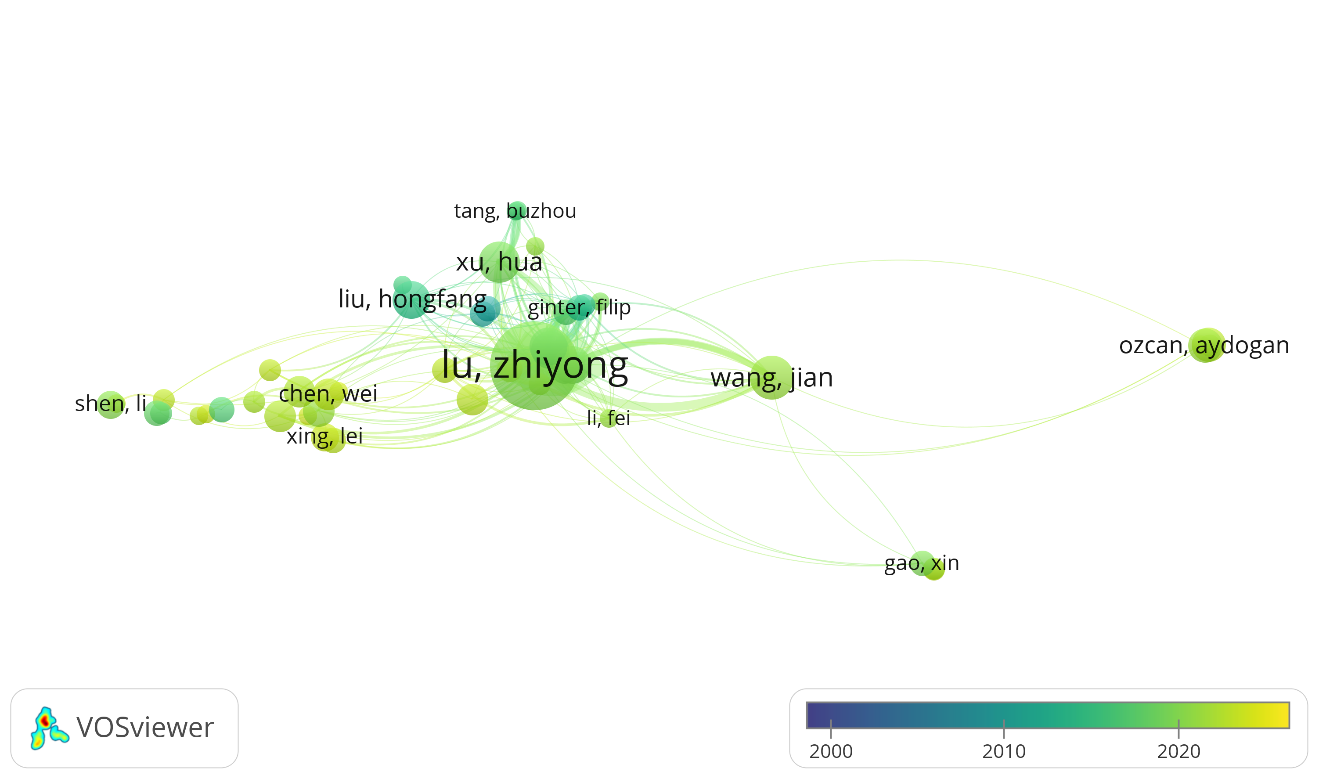 tang, buzhou
xu, hua
liu, hongfang
ginter, filip
ozcan, aydogan
lu, zhiyong
wang, jian
chen, wei
shen, li
li, fei
xing, lei
gao, xin
VOSviewer
2000 2010 2020